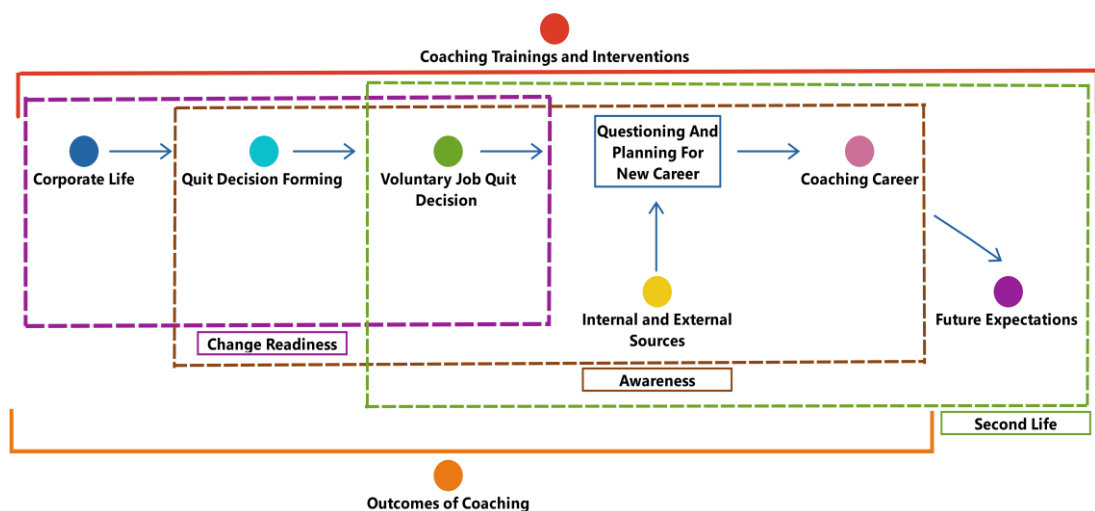 Coaching Trainings and Interventions
Corporate Life
Quit Decision Forming
Voluntary Job Quit
Decision
Questioning And
Planning For
New Career
Coaching Career
Internal and External
Sources
Future Expectations
Change Readiness
Awareness
Second Life
Outcomes of Coaching